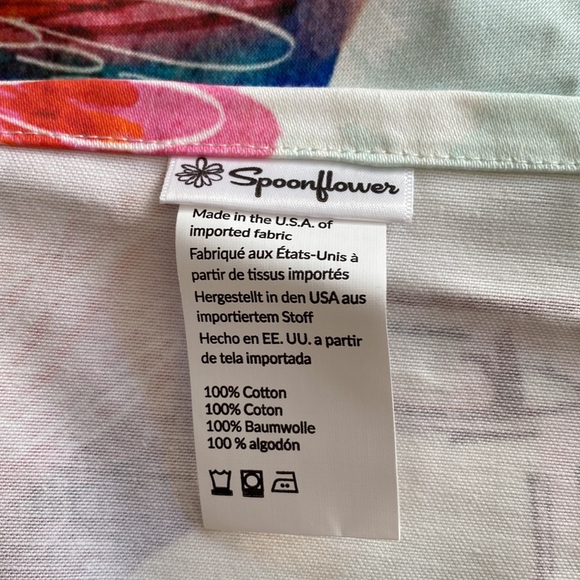 Spoonflower
Made in the U.S.A. of
imported fabric
Fabriqué aux États-Unis à
partir de tissus importés
Hergestellt in den USA aus
importiertem Stoff
Hecho en EE. UU. a partir
de tela importada
100% Cotton
100% Coton
100% Baumwolle
100 % algodón